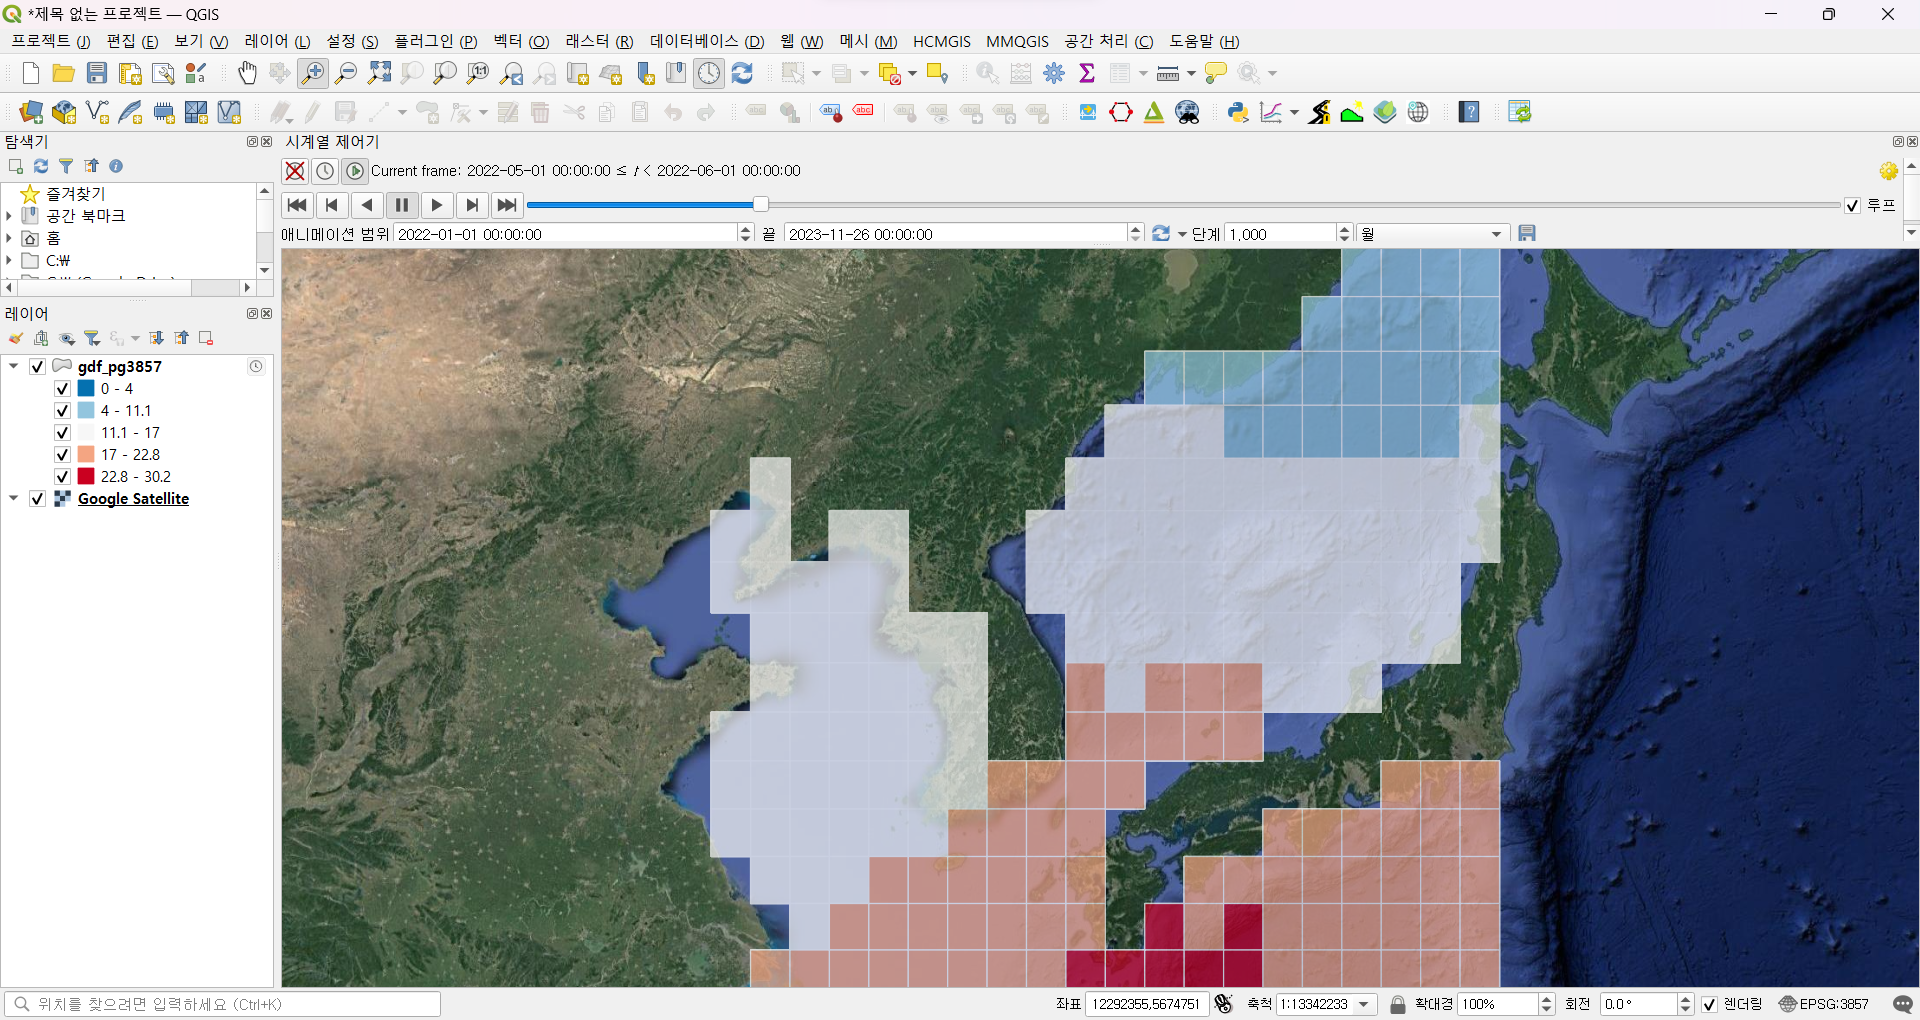 *제목 없는 프로젝트 — QGIS
프로젝트 (J) 편집 (E) 보기 (V) 레이어 (L) 설정 (S) 플러그인 (P) 벡터 (O) 래스터 (R) 데이터베이스 (D) 웹 (W) 메시 (M) HCMGIS MMQGIS 공간 처리 (C) 도움말 (H)
탐색기
즐겨찾기
공간 북마크
홈
C:₩
레이어
gdf_pg3857
0 - 4
4 - 11.1
11.1 - 17
17 - 22.8
22.8 - 30.2
Google Satellite
시계열 제어기
Current frame: 2022-05-01 00:00:00 ≤ t < 2022-06-01 00:00:00
루프
애니메이션 범위 2022-01-01 00:00:00 끝 2023-11-26 00:00:00 단계 1,000 월
위치를 찾으려면 입력하세요 (Ctrl+K)
좌표 12292355,5674751 축척 1:13342233 확대경 100% 회전 0.0 ° 렌더링 EPSG:3857